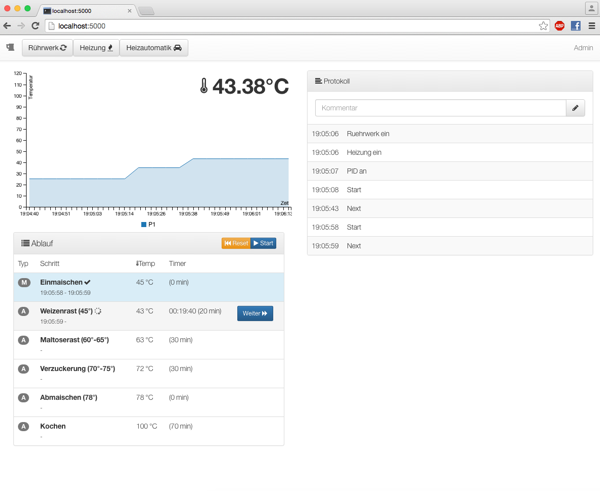 localhost:5000
localhost:5000
ABP
Rührwerk
Heizung
Heizautomatik
Admin
120
110
100
90
80
70
60
50
40
30
20
10
0
Temperatur
43.38°C
Zeit
19:04:40 19:04:51 19:05:03 19:05:14 19:05:26 19:05:38 19:05:49 19:06:01 19:06:13
P1
Ablauf
Reset
Start
Typ Schritt Temp Timer
M Einmaischen 45 °C (0 min)
19:05:58 - 19:05:59
A Weizenrast (45°) 43 °C 00:19:40 (20 min) Weiter
19:05:59 -
A Maltoserast (60°-65°) 63 °C (30 min)
-
A Verzuckerung (70°-75°) 72 °C (30 min)
-
A Abmaischen (78°) 78 °C (0 min)
-
A Kochen 100 °C (70 min)
-
Protokoll
Kommentar
19:05:06 Ruehrwerk ein
19:05:06 Heizung ein
19:05:07 PID an
19:05:08 Start
19:05:43 Next
19:05:58 Start
19:05:59 Next